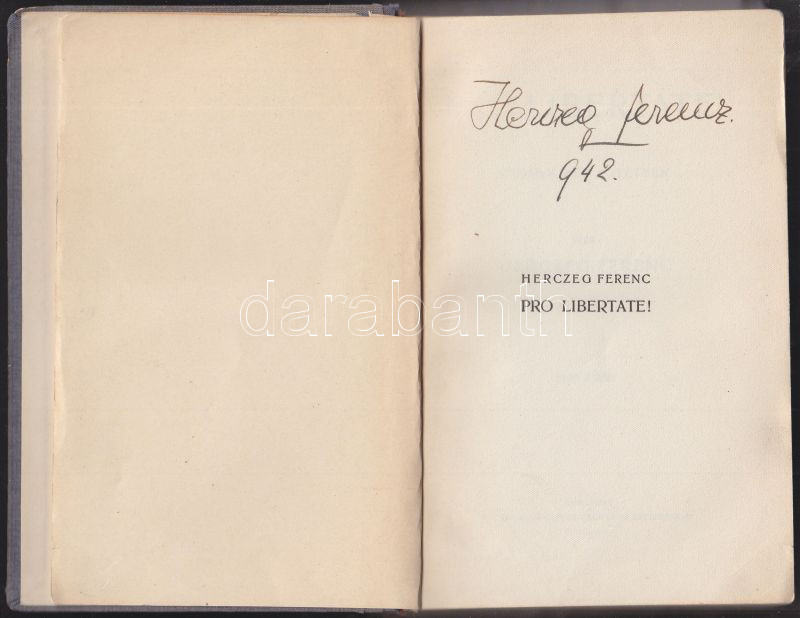 Herczeg Ferenc.
942.
HERCZEG FERENC
PRO LIBERTATE!
darabanth